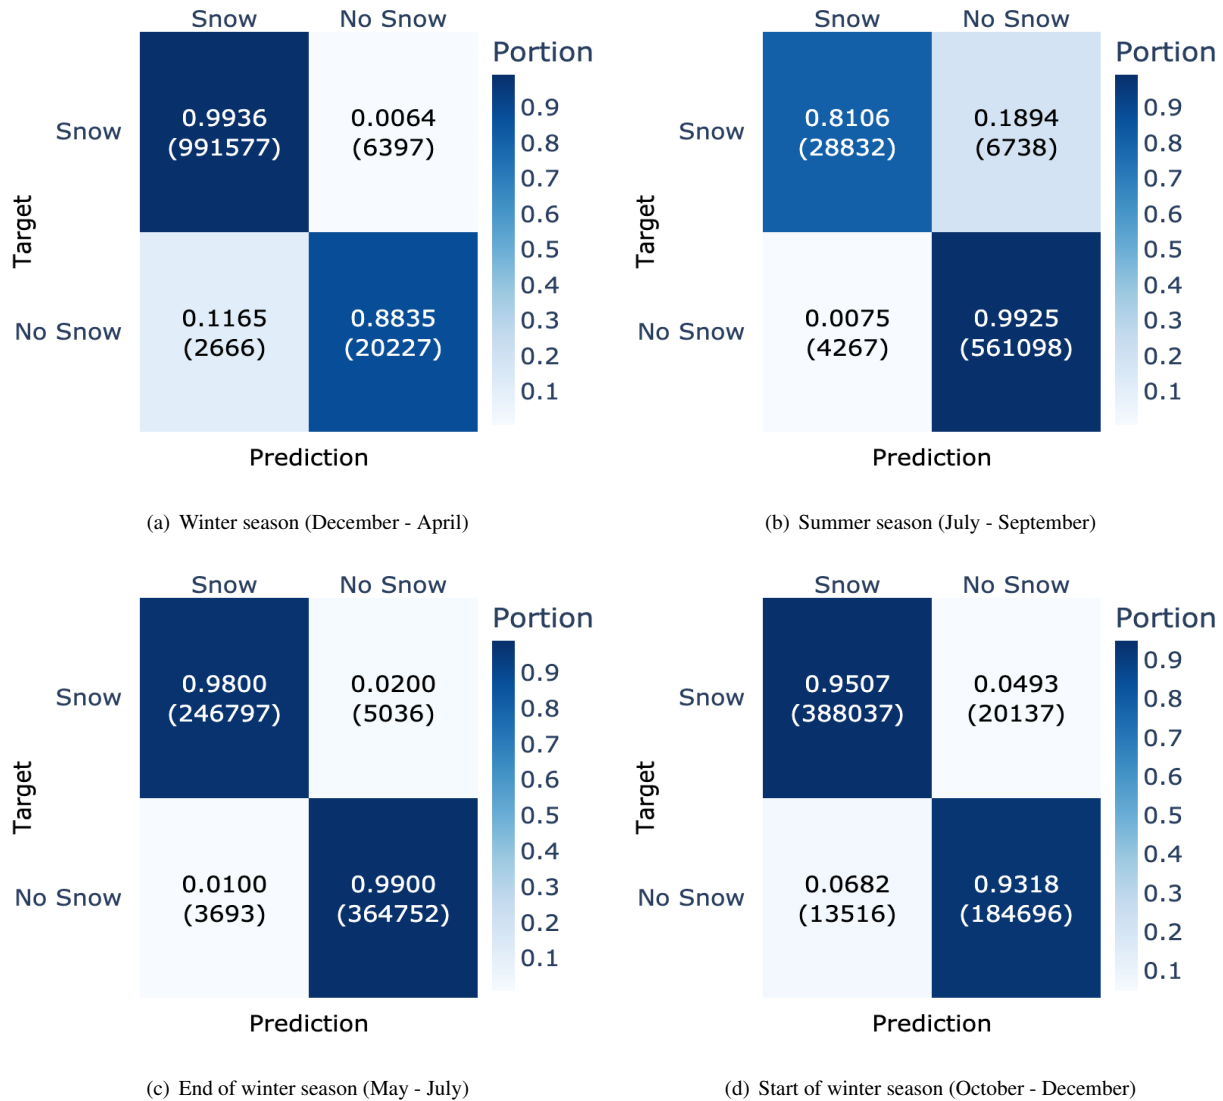 Snow No Snow
Portion
Target
Snow
0.9936
(991577)
0.0064
(6397)
No Snow
0.1165
(2666)
0.8835
(20227)
0.9
0.8
0.7
0.6
0.5
0.4
0.3
0.2
0.1
Prediction
(a) Winter season (December - April)
Snow No Snow
Portion
Target
Snow
0.8106
(28832)
0.1894
(6738)
No Snow
0.0075
(4267)
0.9925
(561098)
0.9
0.8
0.7
0.6
0.5
0.4
0.3
0.2
0.1
Prediction
(b) Summer season (July - September)
Snow No Snow
Portion
Target
Snow
0.9800
(246797)
0.0200
(5036)
No Snow
0.0100
(3693)
0.9900
(364752)
0.9
0.8
0.7
0.6
0.5
0.4
0.3
0.2
0.1
Prediction
(c) End of winter season (May - July)
Snow No Snow
Portion
Target
Snow
0.9507
(388037)
0.0493
(20137)
No Snow
0.0682
(13516)
0.9318
(184696)
0.9
0.8
0.7
0.6
0.5
0.4
0.3
0.2
0.1
Prediction
(d) Start of winter season (October - December)